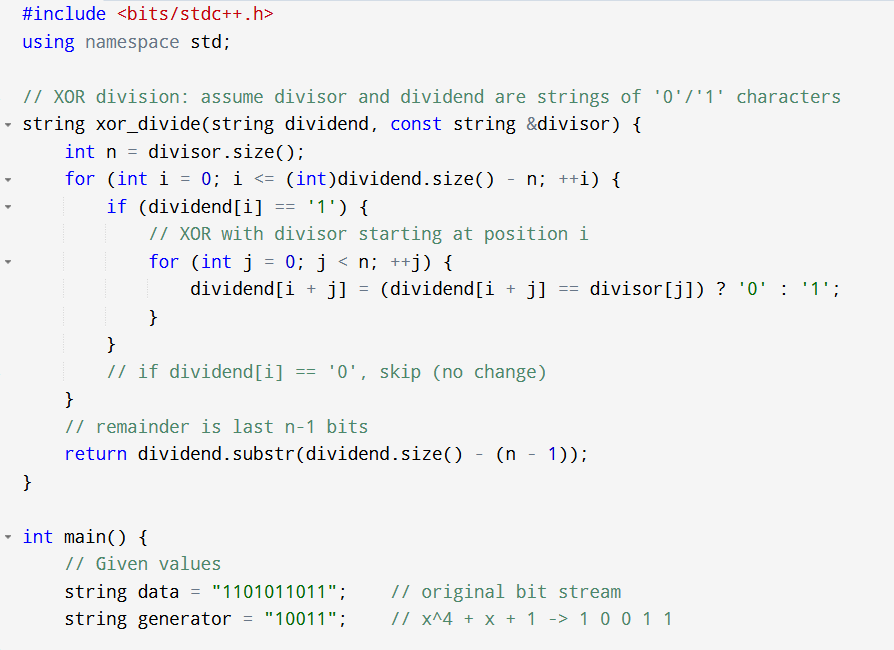 #include <bits/stdc++.h>
using namespace std;

// XOR division: assume divisor and dividend are strings of '0'/'1' characters
string xor_divide(string dividend, const string &divisor) {
    int n = divisor.size();
    for (int i = 0; i <= (int)dividend.size() - n; ++i) {
        if (dividend[i] == '1') {
            // XOR with divisor starting at position i
            for (int j = 0; j < n; ++j) {
                dividend[i + j] = (dividend[i + j] == divisor[j]) ? '0' : '1';
            }
        }
        // if dividend[i] == '0', skip (no change)
    }
    // remainder is last n-1 bits
    return dividend.substr(dividend.size() - (n - 1));
}

int main() {
    // Given values
    string data = "1101011011";    // original bit stream
    string generator = "10011";    // x^4 + x + 1 -> 1 0 0 1 1